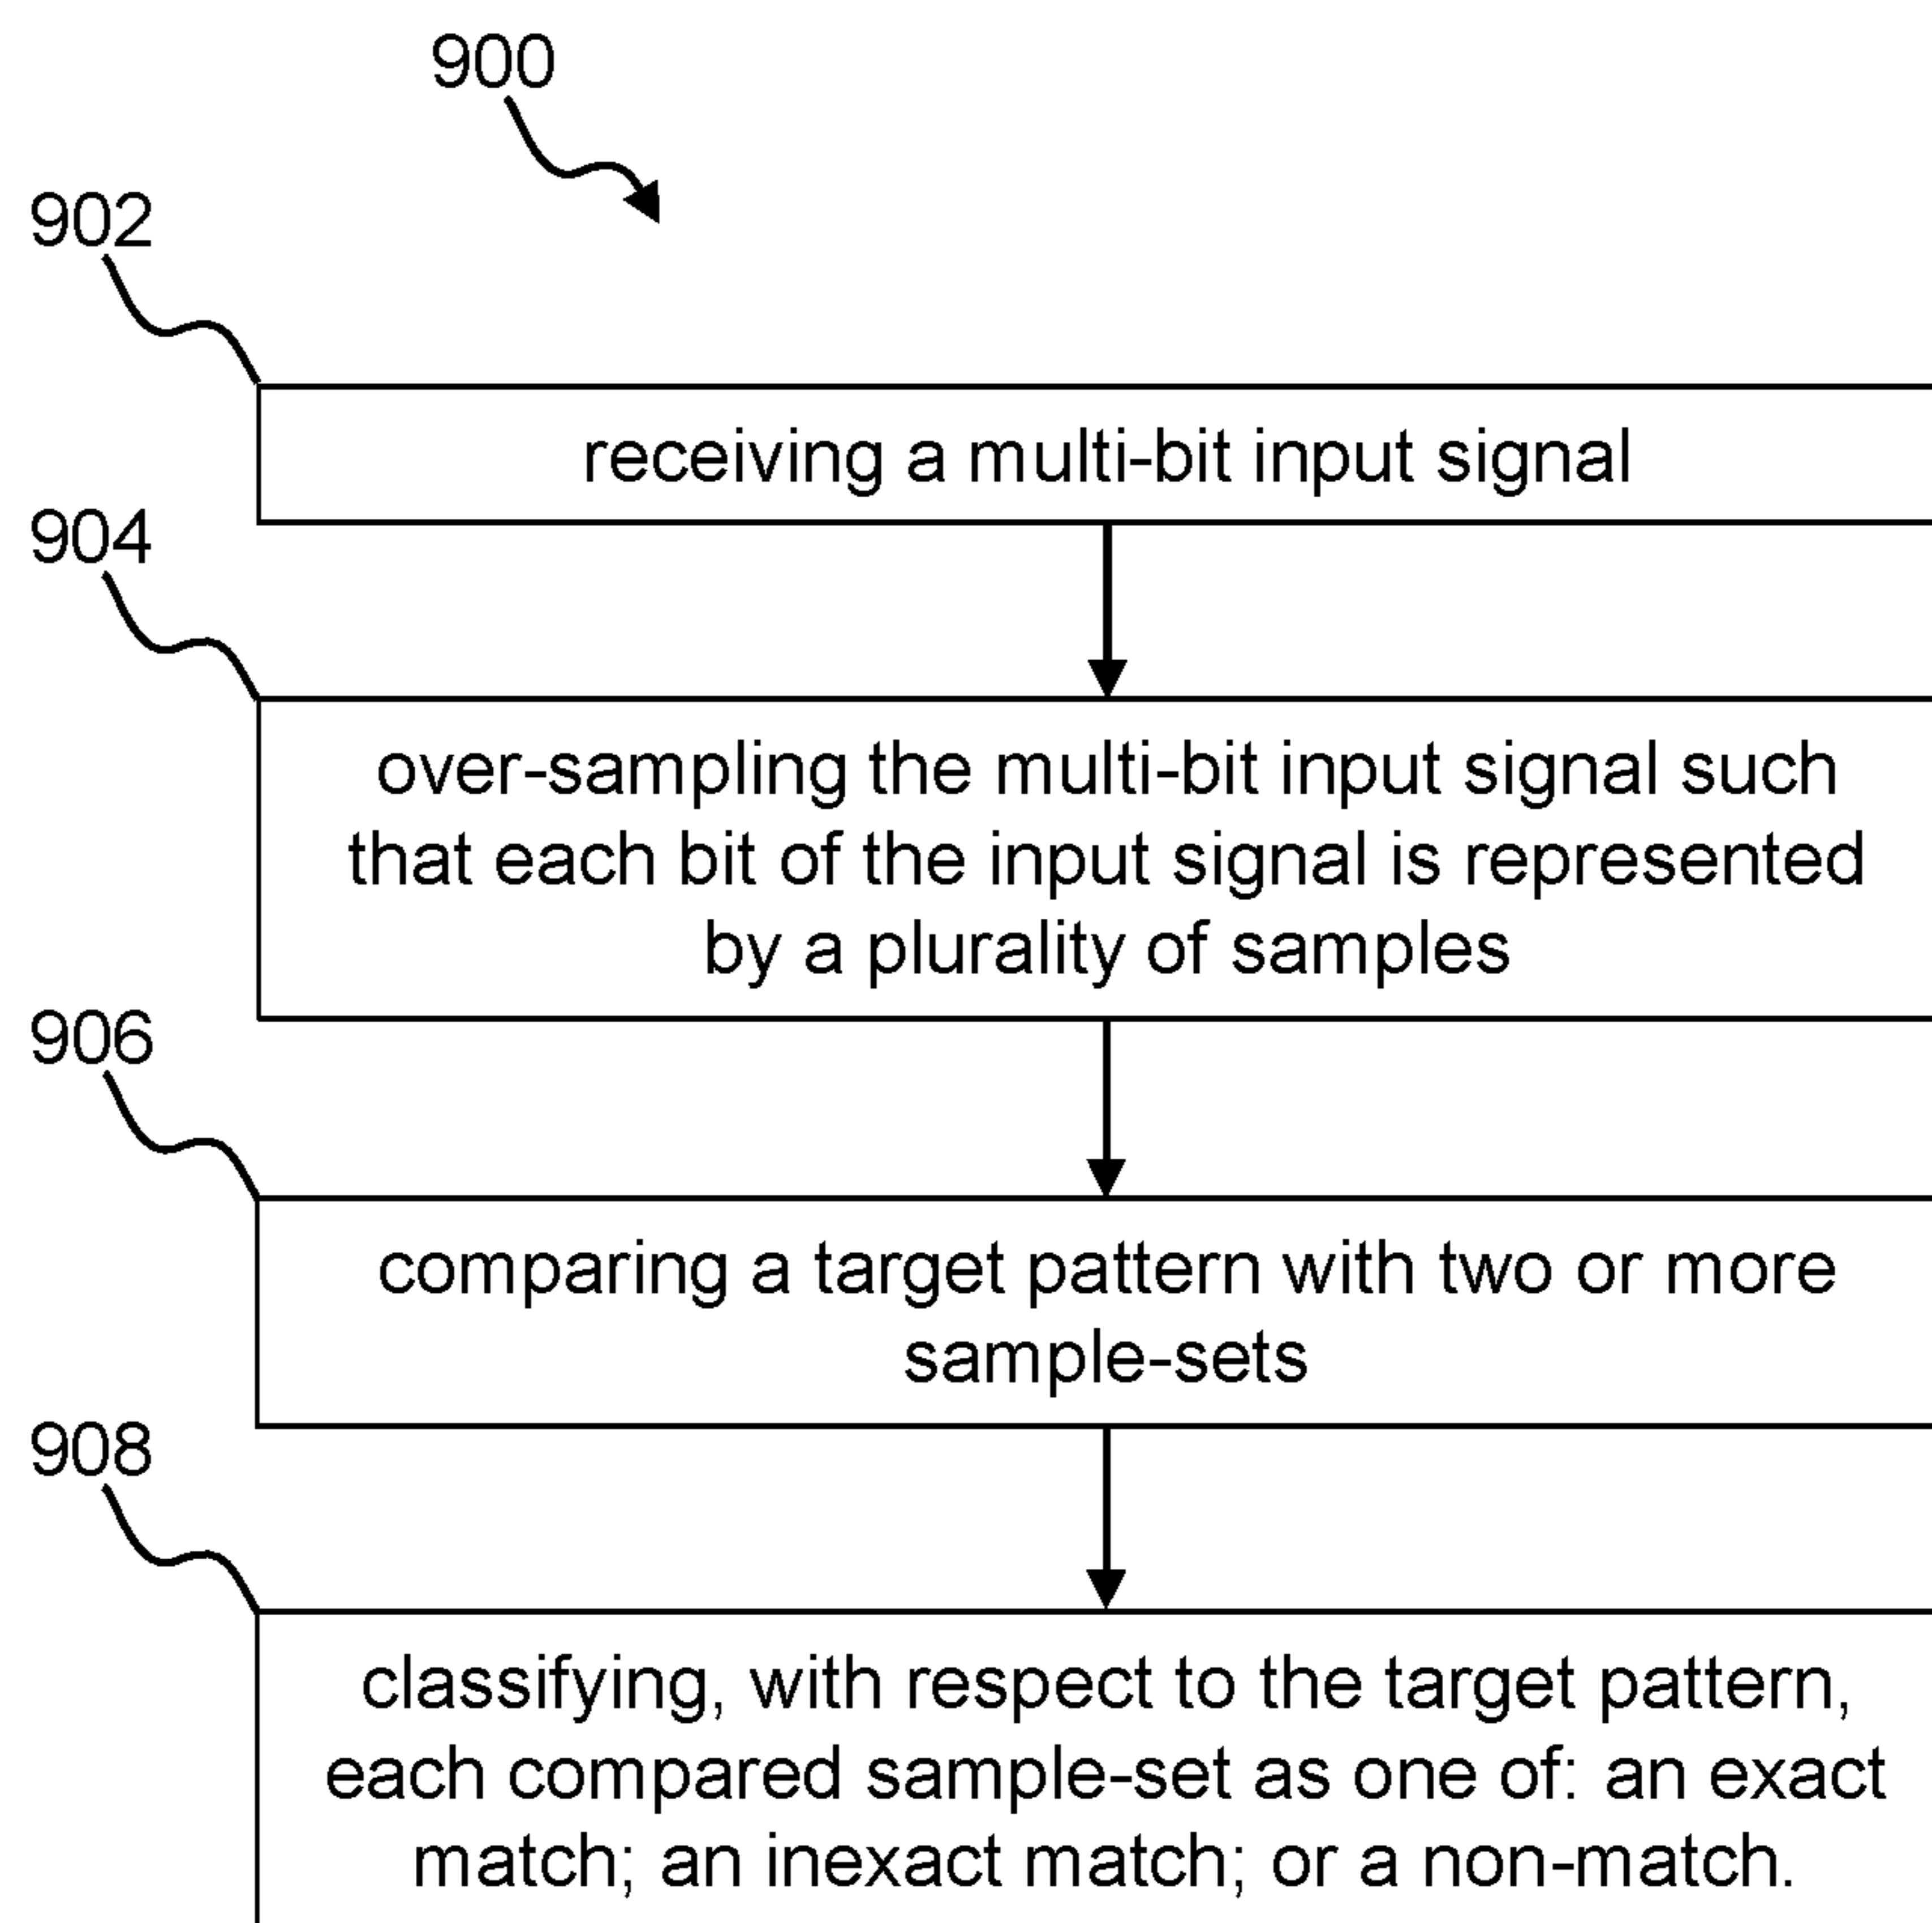 900
902
receiving a multi-bit input signal
904
over-sampling the multi-bit input signal such
that each bit of the input signal is represented
by a plurality of samples
906
comparing a target pattern with two or more
sample-sets
908
classifying, with respect to the target pattern,
each compared sample-set as one of: an exact
match; an inexact match; or a non-match.